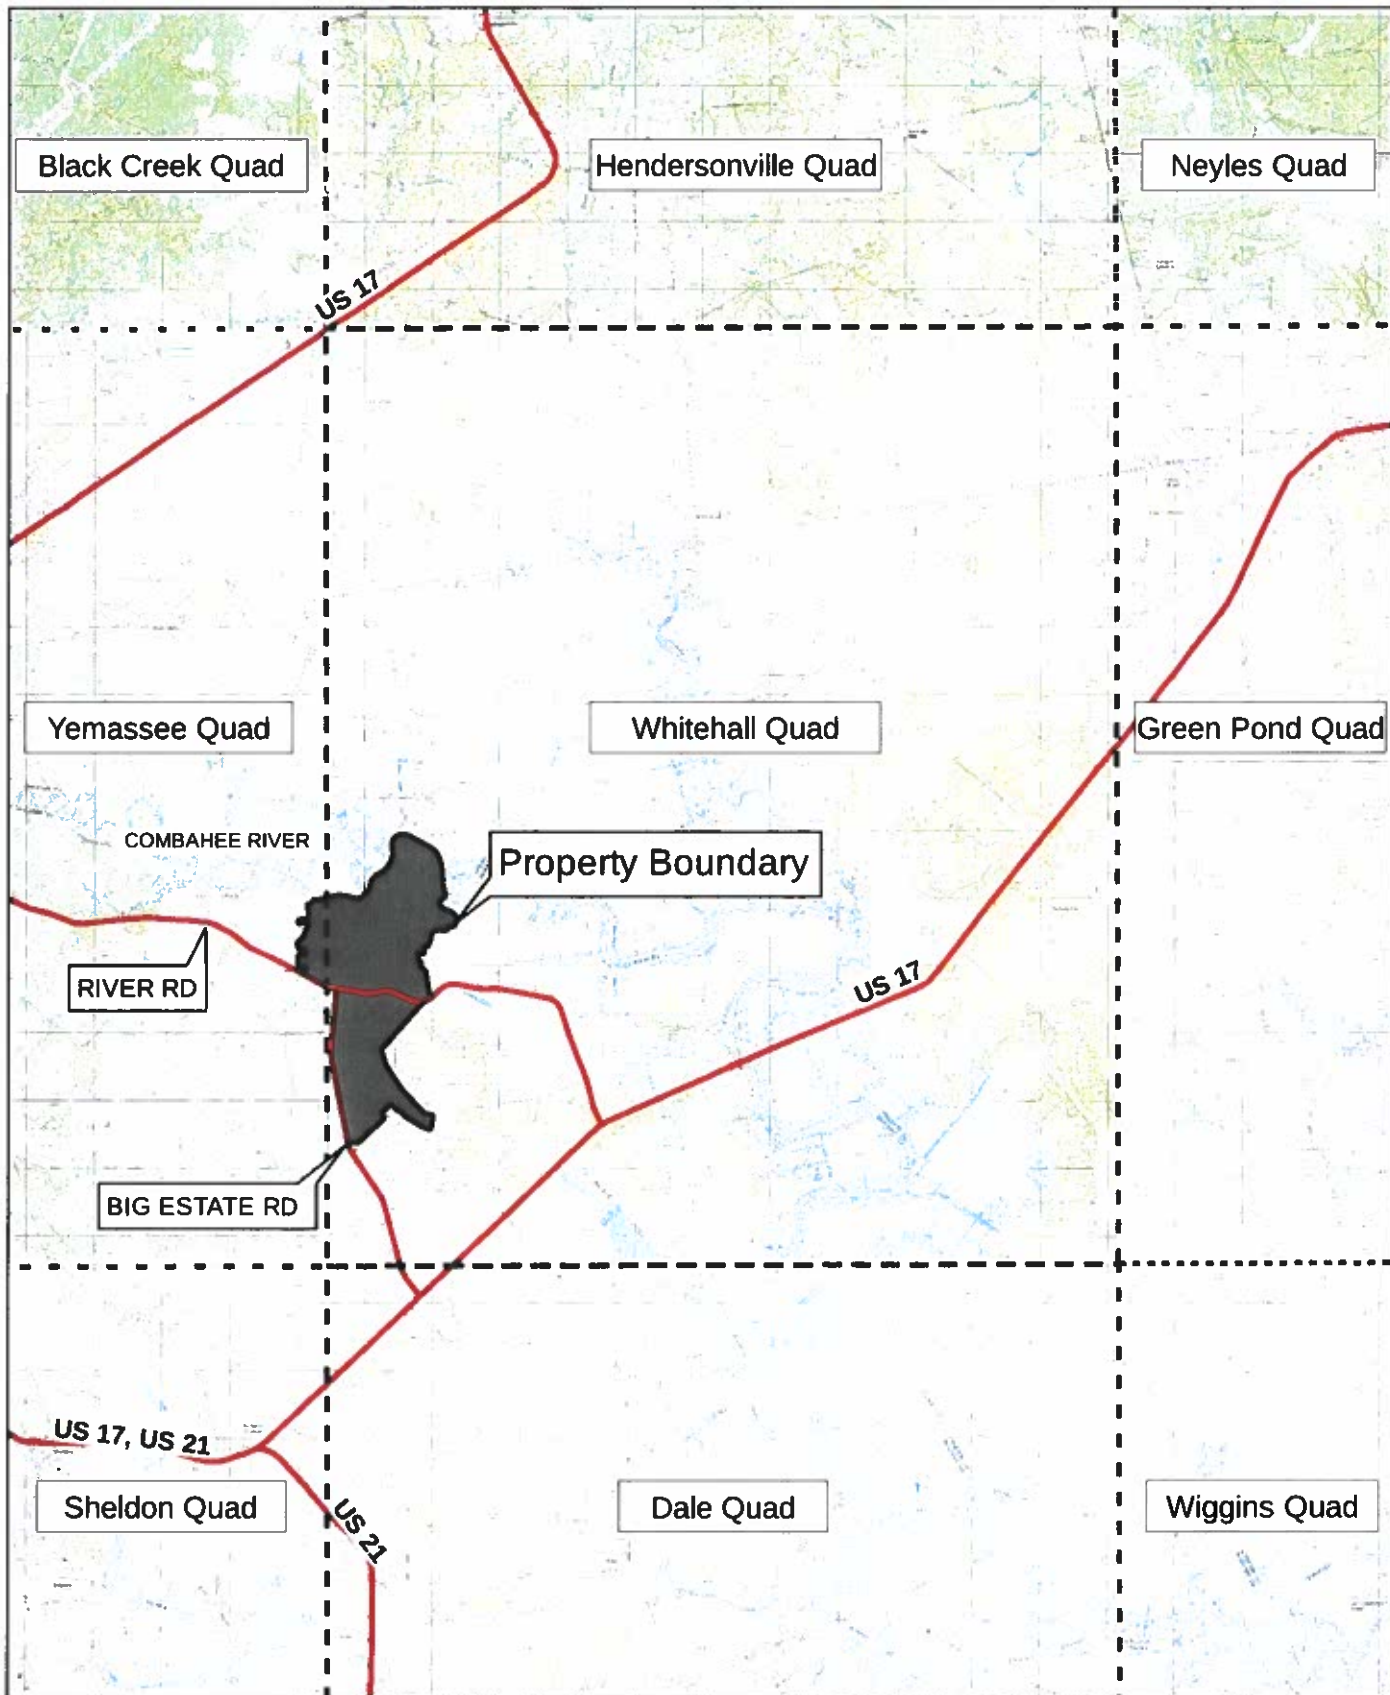 Black Creek Quad
Hendersonville Quad
Neyles Quad
US 17
Yemassee Quad
Whitehall Quad
Green Pond Quad
COMBAHEE RIVER
Property Boundary
RIVER RD
US 17
BIG ESTATE RD
US 17, US 21
Sheldon Quad
US 21
Dale Quad
Wiggins Quad